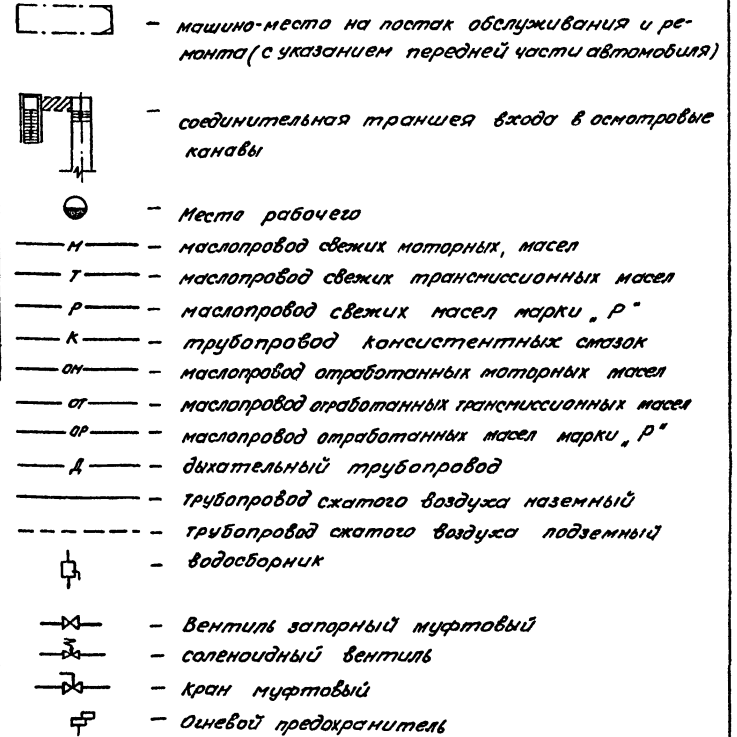 – машино-место на постах обслуживания и ре-
монта (с указанием передней части автомобиля)
– соединительная траншея входа в осмотровые
канавы
– Место рабочего
М – маслопровод свежих моторных, масел
Т – маслопровод свежих трансмиссионных масел
Р – маслопровод свежих масел марки „Р"
К – трубопровод консистентных смазок
ОМ – маслопровод отработанных моторных масел
ОТ – маслопровод отработанных трансмиссионных масел
ОР – маслопровод отработанных масел марки „Р"
Д – дыхательный трубопровод
– трубопровод сжатого воздуха наземный
– трубопровод сжатого воздуха подземный
– водосборник
– Вентиль запорный муфтовый
– соленоидный вентиль
– Кран муфтовый
– Огневой предохранитель